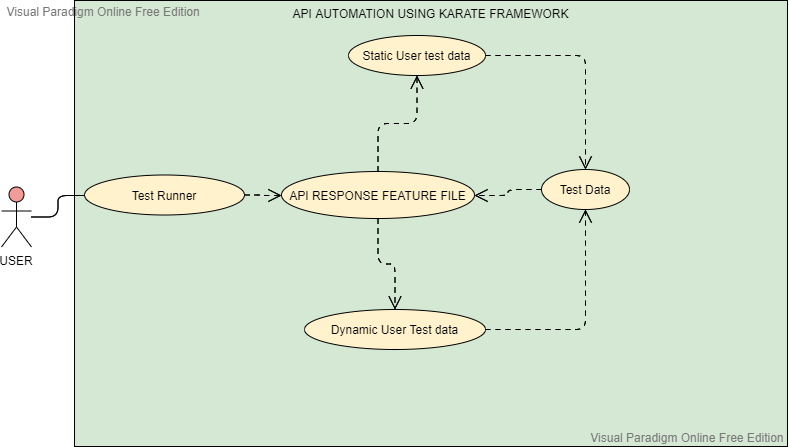 Visual Paradigm Online Free Edition
API AUTOMATION USING KARATE FRAMEWORK
Static User test data
Test Runner
API RESPONSE FEATURE FILE
Test Data
USER
Dynamic User Test data
Visual Paradigm Online Free Edition